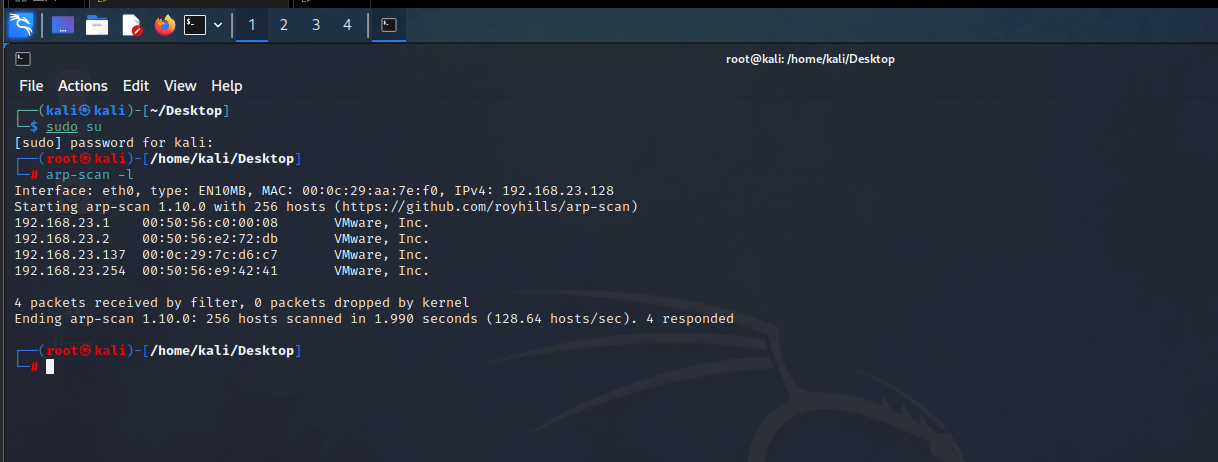 1 2 3 4
root@kali: /home/kali/Desktop
File Actions Edit View Help
┌──(kali㉿kali)-[~/Desktop]
└─$ sudo su
[sudo] password for kali:
┌──(root㉿kali)-[/home/kali/Desktop]
└─# arp-scan -l
Interface: eth0, type: EN10MB, MAC: 00:0c:29:aa:7e:f0, IPv4: 192.168.23.128
Starting arp-scan 1.10.0 with 256 hosts (https://github.com/royhills/arp-scan)
192.168.23.1 00:50:56:c0:00:08 VMware, Inc.
192.168.23.2 00:50:56:e2:72:db VMware, Inc.
192.168.23.137 00:0c:29:7c:d6:c7 VMware, Inc.
192.168.23.254 00:50:56:e9:42:41 VMware, Inc.
4 packets received by filter, 0 packets dropped by kernel
Ending arp-scan 1.10.0: 256 hosts scanned in 1.990 seconds (128.64 hosts/sec). 4 responded
┌──(root㉿kali)-[/home/kali/Desktop]
└─#